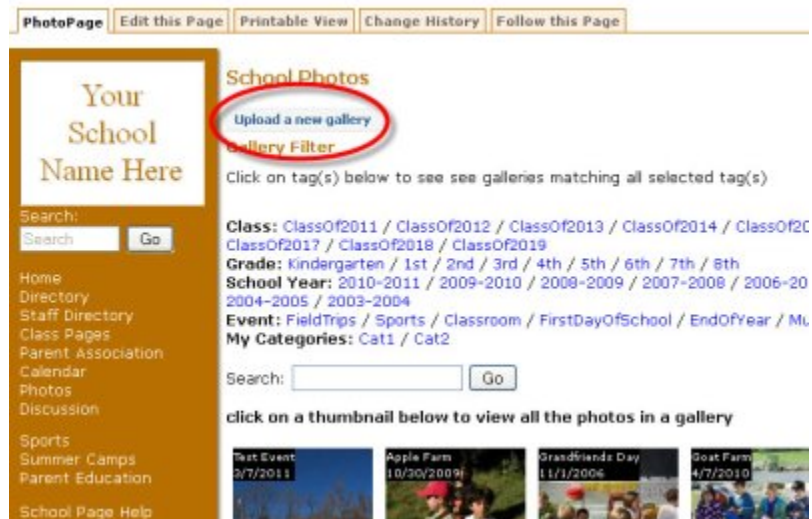 PhotoPage
Edit this Page
Printable View
Change History
Follow this Page
Your
School
Name Here
Search:
Search
Go
Home
Directory
Staff Directory
Class Pages
Parent Association
Calendar
Photos
Discussion
Sports
Summer Camps
Parent Education
School Page Help
School Photos
Upload a new gallery
Gallery Filter
Click on tag(s) below to see see galleries matching all selected tag(s)
Class: ClassOf2011 / ClassOf2012 / ClassOf2013 / ClassOf2014 /
ClassOf2017 / ClassOf2018 / ClassOf2019
Grade: Kindergarten / 1st / 2nd / 3rd / 4th / 5th / 6th / 7th / 8th
School Year: 2010-2011 / 2009-2010 / 2008-2009 / 2007-2008 /
2004-2005 / 2003-2004
Event: FieldTrips / Sports / Classroom / FirstDayOfSchool / EndOfYear /
My Categories: Cat1 / Cat2
Search:
Go
click on a thumbnail below to view all the photos in a gallery
Test Event
3/7/2011
Apple Farm
10/30/2009
Grandfriends Day
11/1/2006
Goat Farm
4/7/2010